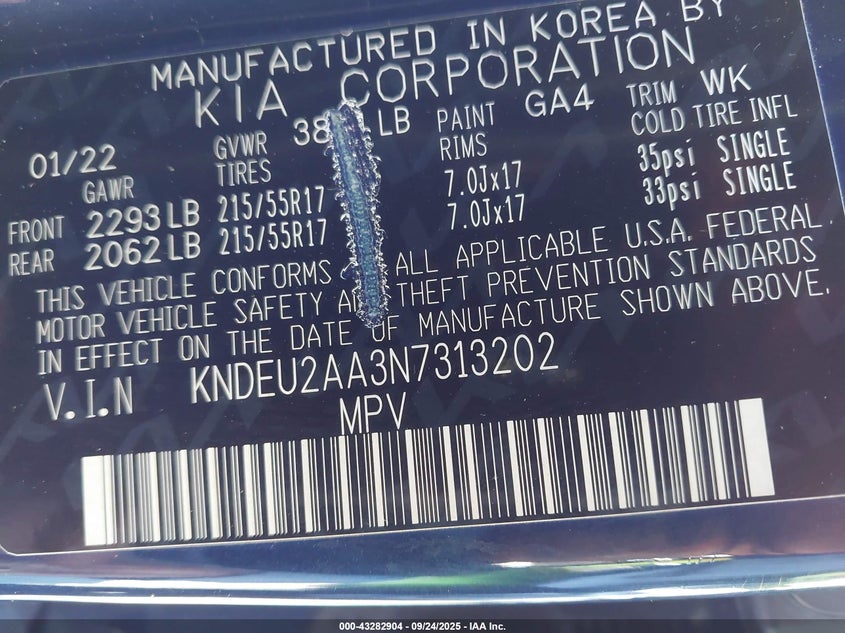 MANUFACTURED IN KOREA BY
KIA CORPORATION
01/22 GVWR 38 LB PAINT GA4 TRIM WK
GAWR TIRES RIMS COLD TIRE INFL
FRONT 2293 LB 215/55R17 7.0Jx17 35psi SINGLE
REAR 2062 LB 215/55R17 7.0Jx17 33psi SINGLE
THIS VEHICLE CONFORMS ALL APPLICABLE U.S.A. FEDERAL
MOTOR VEHICLE SAFETY AND THEFT PREVENTION STANDARDS
IN EFFECT ON THE DATE OF MANUFACTURE SHOWN ABOVE.
V.I.N KNDEU2AA3N7313202
MPV
000-43282904 - 09/24/2025 - IAA Inc.